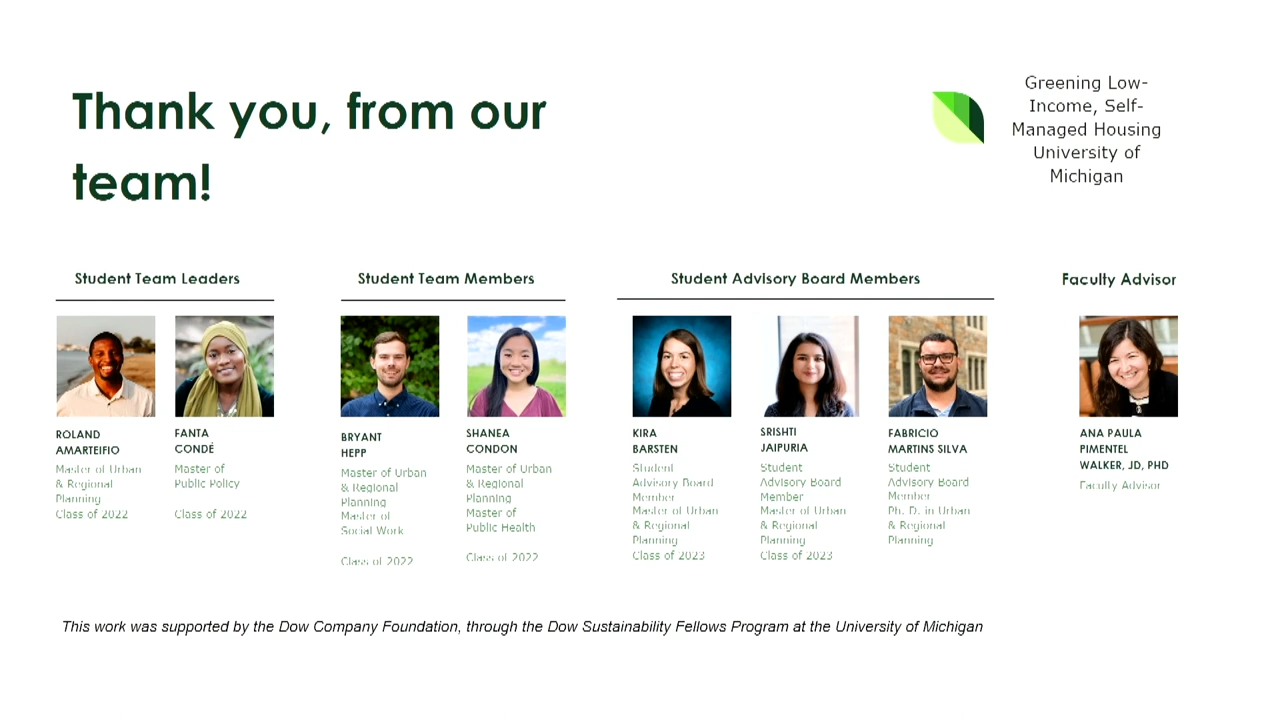 Thank you, from our
team!
Greening Low-
Income, Self-
Managed Housing
University of
Michigan
Student Team Leaders
ROLAND
AMARTEIFIO
Master of Urban
& Regional
Planning
Class of 2022
FANTA
CONDÉ
Master of
Public Policy
Class of 2022
Student Team Members
BRYANT
HEPP
Master of Urban
& Regional
Planning
Master of
Social Work
Class of 2022
SHANEA
CONDON
Master of Urban
& Regional
Planning
Master of
Public Health
Class of 2022
Student Advisory Board Members
KIRA
BARSTEN
Student
Advisory Board
Member
Master of Urban
& Regional
Planning
Class of 2023
SRISHTI
JAIPURIA
Student
Advisory Board
Member
Master of Urban
& Regional
Planning
Class of 2023
FABRICIO
MARTINS SILVA
Student
Advisory Board
Member
Ph. D. in Urban
& Regional
Planning
Faculty Advisor
ANA PAULA
PIMENTEL
WALKER, JD, PHD
Faculty Advisor
This work was supported by the Dow Company Foundation, through the Dow Sustainability Fellows Program at the University of Michigan